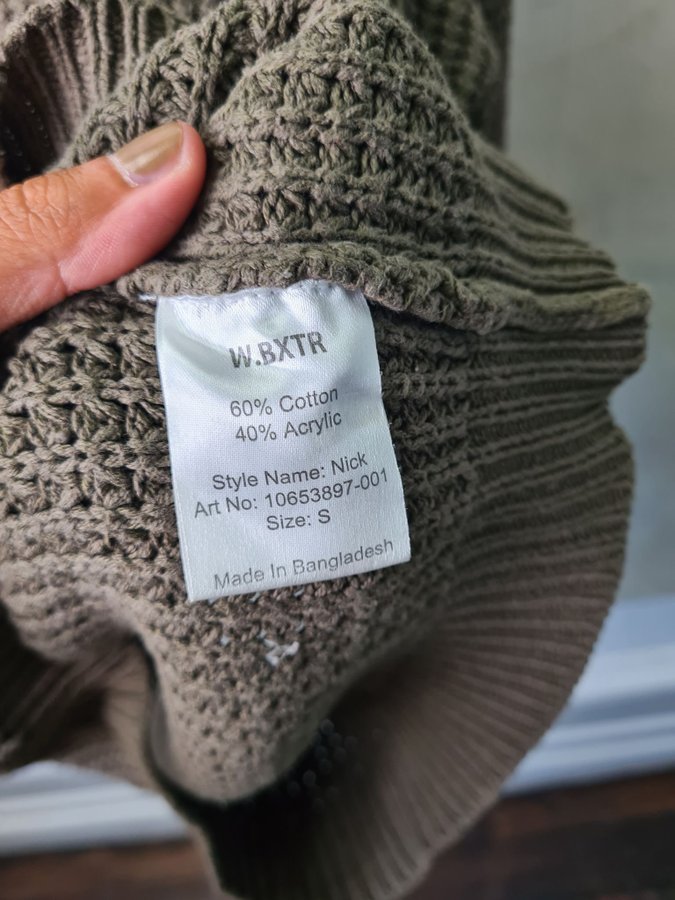 W.BXTR
60% Cotton
40% Acrylic
Style Name: Nick
Art No: 10653897-001
Size: S
Made In Bangladesh